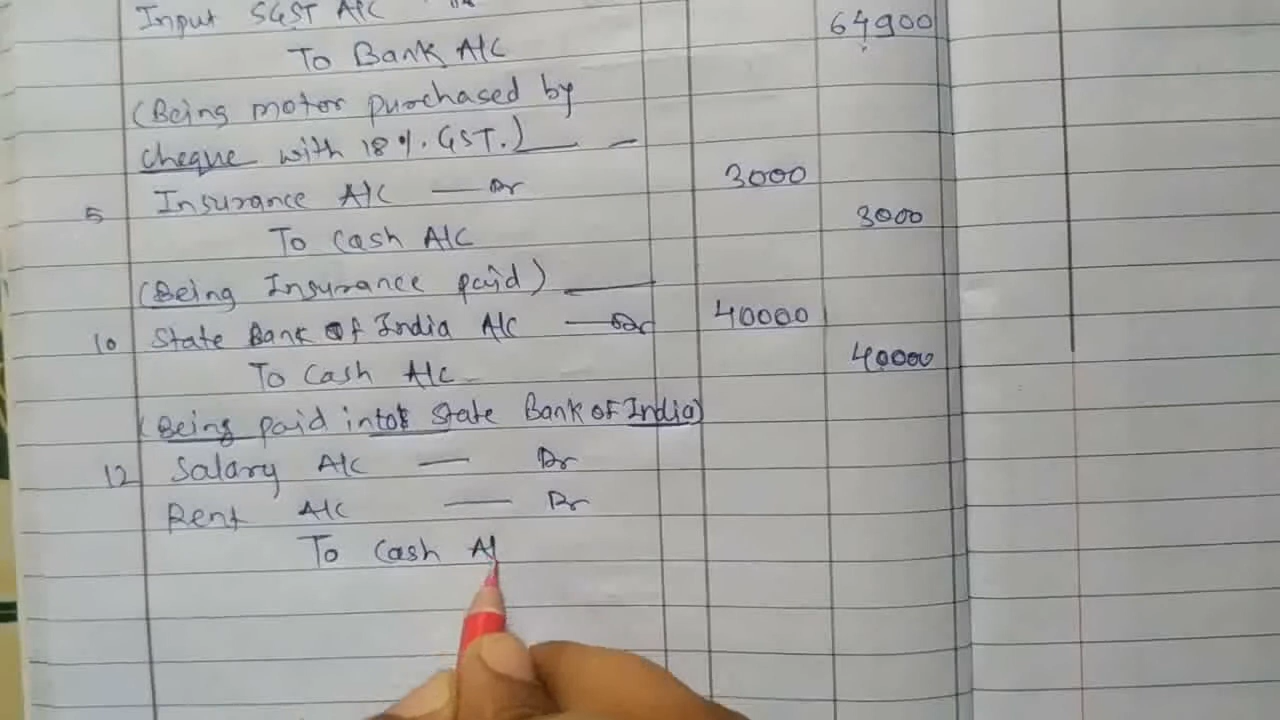 Input SGST A/C
64900
To Bank A/C
(Being motor purchased by
cheque with 18%. GST.)
5 Insurance A/C — Dr 3000
To Cash A/C 3000
(Being Insurance paid)
10 State Bank of India A/C — Dr 40000
To Cash A/C 40000
(Being paid into State Bank of India)
12 Salary A/C — Dr
Rent A/C — Dr
To Cash A/